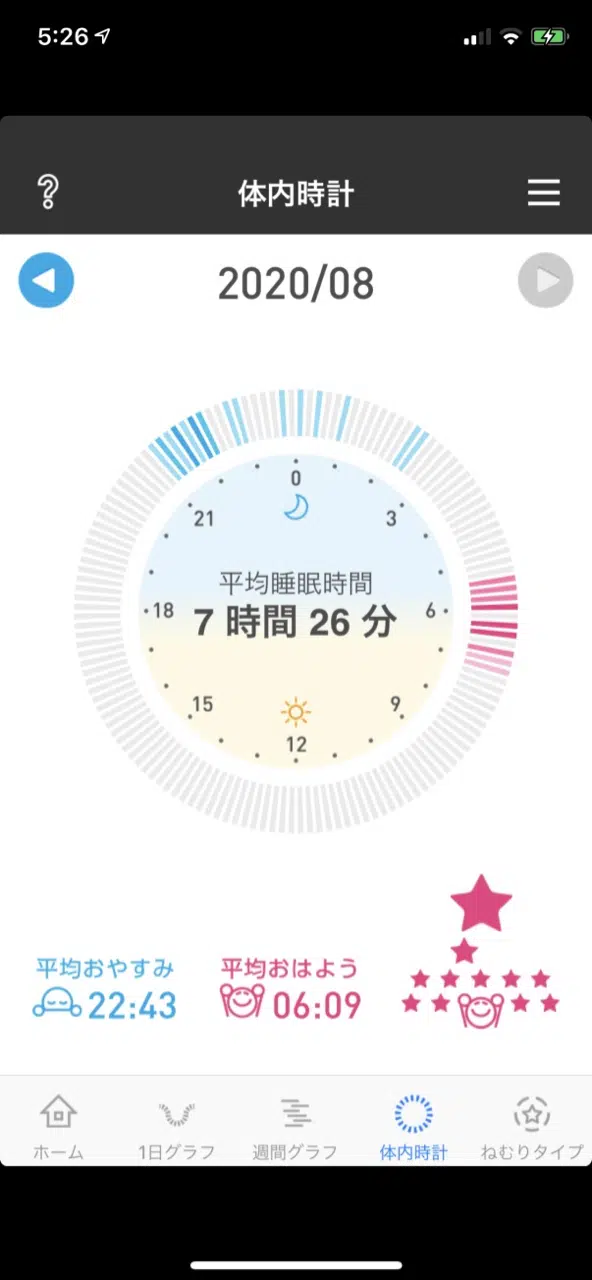 5:26
体内時計
2020/08
0
21
3
平均睡眠時間
18
7 時間 26 分
6
15
9
12
平均おやすみ
22:43
平均おはよう
06:09
ホーム
1日グラフ
週間グラフ
体内時計
ねむりタイプ